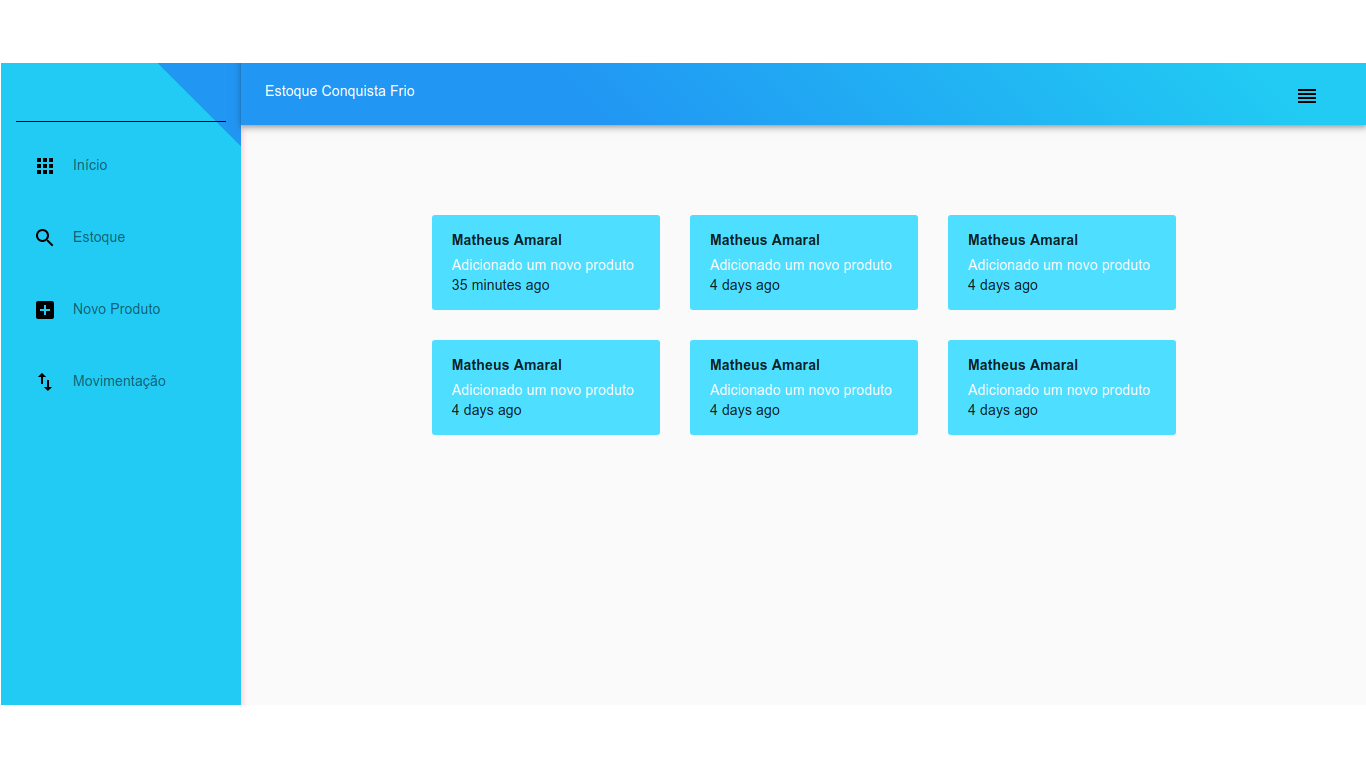 Estoque Conquista Frio
Início
Estoque
Novo Produto
Movimentação
Matheus Amaral
Adicionado um novo produto
35 minutes ago
Matheus Amaral
Adicionado um novo produto
4 days ago
Matheus Amaral
Adicionado um novo produto
4 days ago
Matheus Amaral
Adicionado um novo produto
4 days ago
Matheus Amaral
Adicionado um novo produto
4 days ago
Matheus Amaral
Adicionado um novo produto
4 days ago